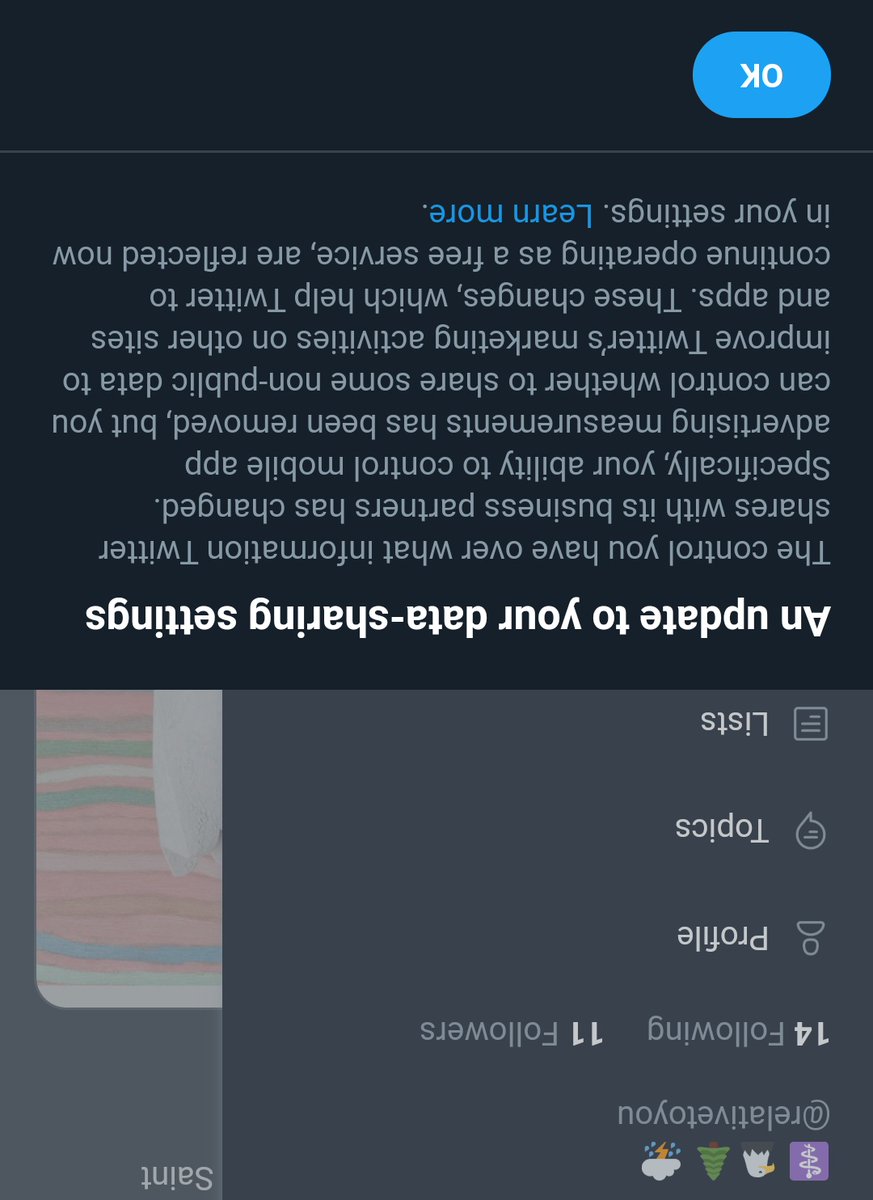 Saint
@relativetoyou
14 Following 11 Followers
Profile
Topics
Lists
An update to your data-sharing settings
The control you have over what information Twitter
shares with its business partners has changed.
Specifically, your ability to control mobile app
advertising measurements has been removed, but you
can control whether to share some non-public data to
improve Twitter's marketing activities on other sites
and apps. These changes, which help Twitter to
continue operating as a free service, are reflected now
in your settings. Learn more.
OK